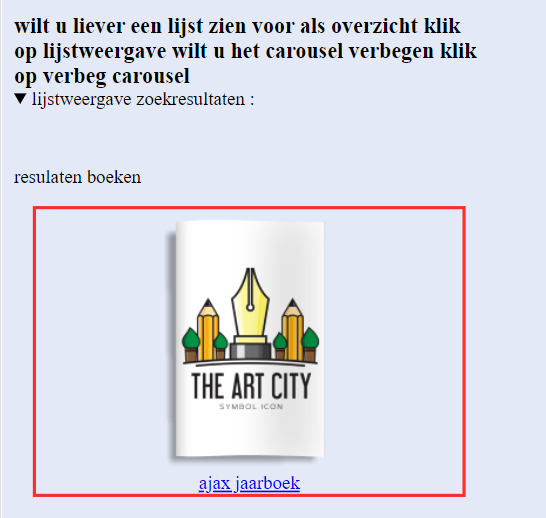 wilt u liever een lijst zien voor als overzicht klik
op lijstweergave wilt u het carousel verbegen klik
op verbeg carousel
▼ lijstweergave zoekresultaten :
resulaten boeken
THE ART CITY
SYMBOL ICON
ajax jaarboek